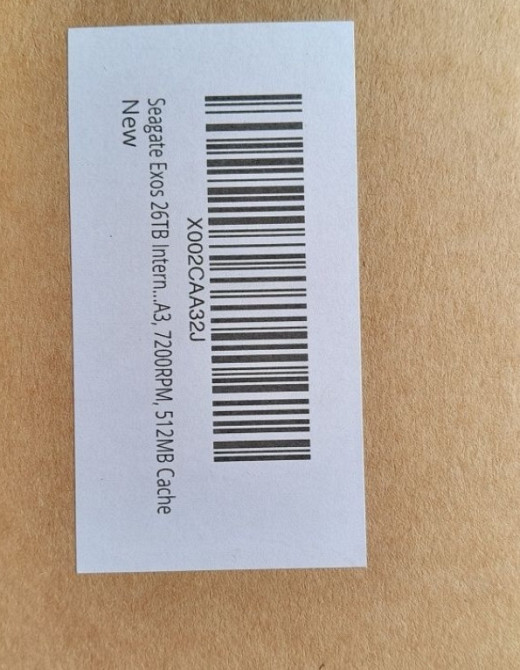 X002CAA32J
Seagate Exos 26TB Intern...A3, 7200RPM, 512MB Cache
New